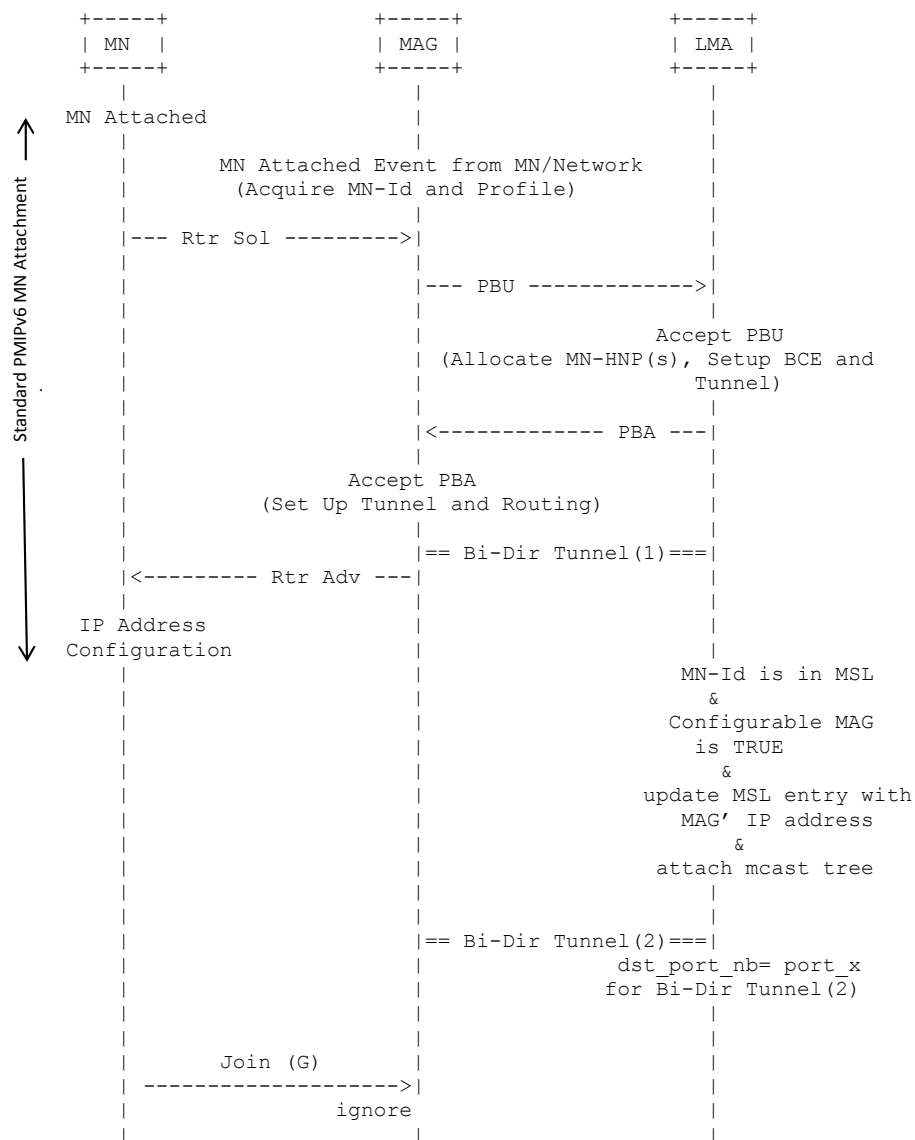 MN MAG LMA
MN Attached
MN Attached Event from MN/Network
(Acquire MN-Id and Profile)
--- Rtr Sol --------->
--- PBU ------------->
Accept PBU
(Allocate MN-HNP(s), Setup BCE and
Tunnel)
<------------- PBA ---
Accept PBA
(Set Up Tunnel and Routing)
== Bi-Dir Tunnel(1)===
<--------- Rtr Adv ---
IP Address
Configuration
Standard PMIPv6 MN Attachment
MN-Id is in MSL
&
Configurable MAG
is TRUE
&
update MSL entry with
MAG’ IP address
&
attach mcast tree
== Bi-Dir Tunnel(2)===
dst_port_nb= port_x
for Bi-Dir Tunnel(2)
Join (G)
--------------------->
ignore